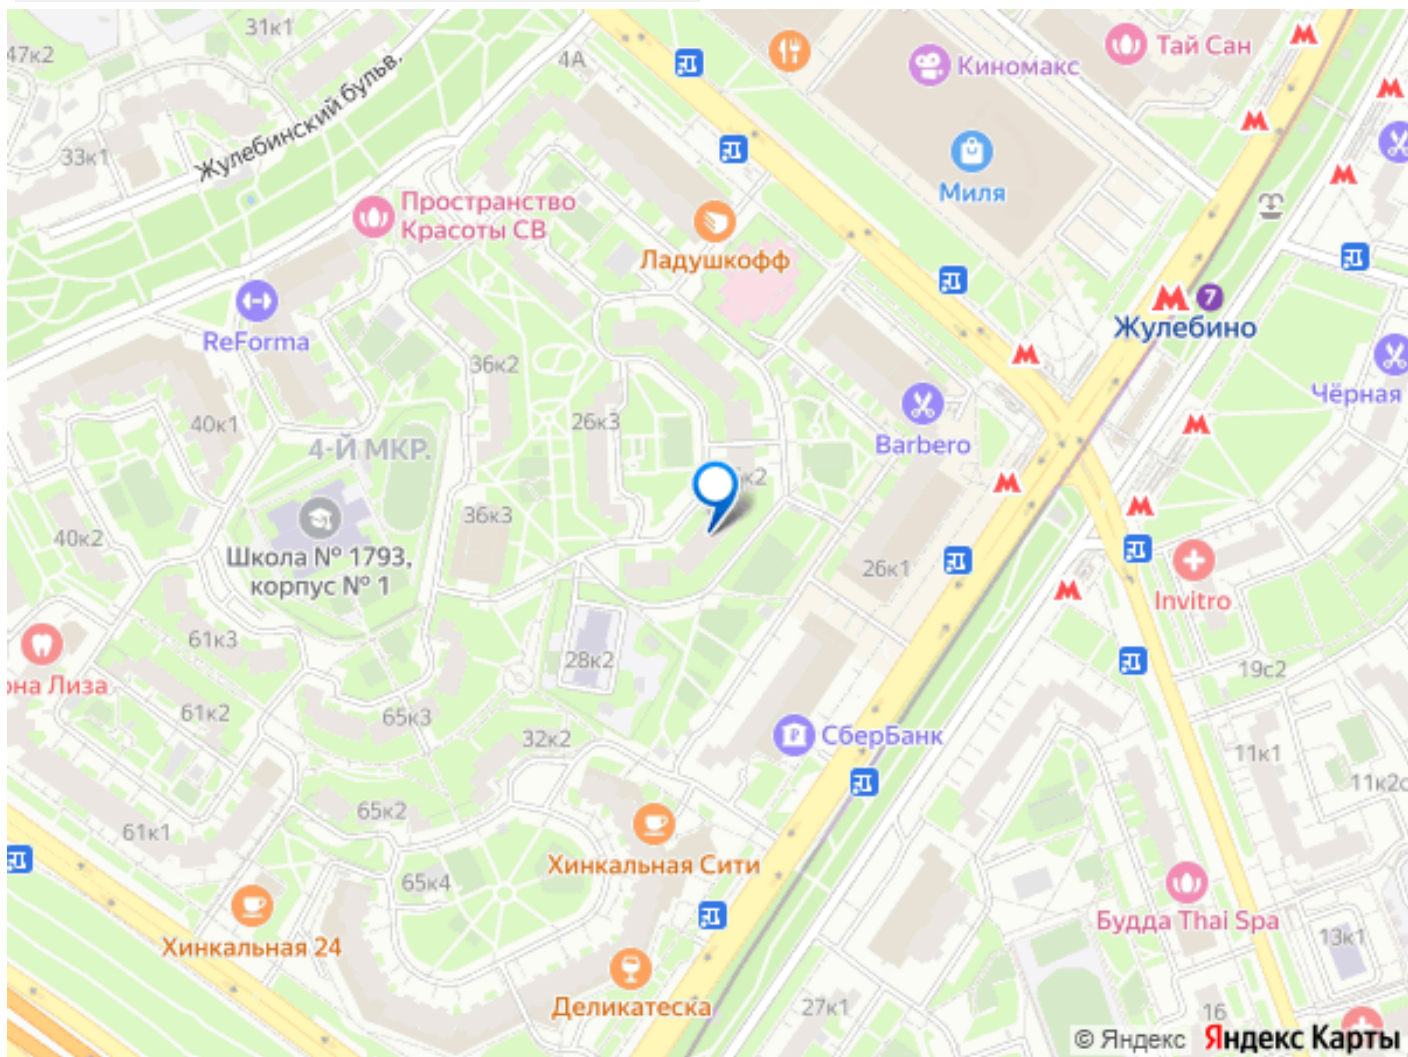 31к1
47к2
4А
Тай Сан
Киномакс
Жулебинский бульв.
33к1
Миля
Пространство
Красоты СВ
Ладушкофф
7
Жулебино
ReForma
36к2
Чёрная
26к3
40к1
Barbero
4-Й МКР.
к2
36к3
40к2
Школа № 1793,
корпус № 1
26к1
Invitro
61к3
28к2
19с2
она Лиза
61к2
65к3
32к2
СберБанк
11к1
11к2с
65к2
61к1
Хинкальная Сити
65к4
Будда Thai Spa
Хинкальная 24
13к1
Деликатеска
27к1
16
© Яндекс Яндекс Карты